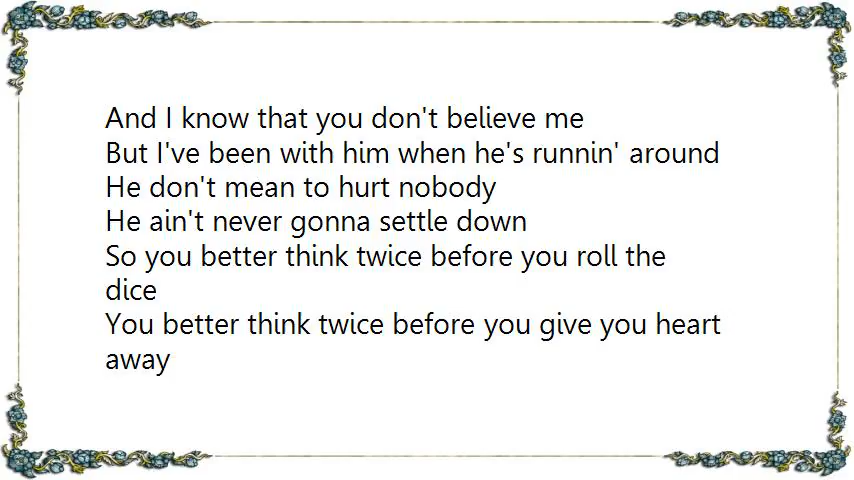 And I know that you don't believe me
But I've been with him when he's runnin' around
He don't mean to hurt nobody
He ain't never gonna settle down
So you better think twice before you roll the
dice
You better think twice before you give you heart
away